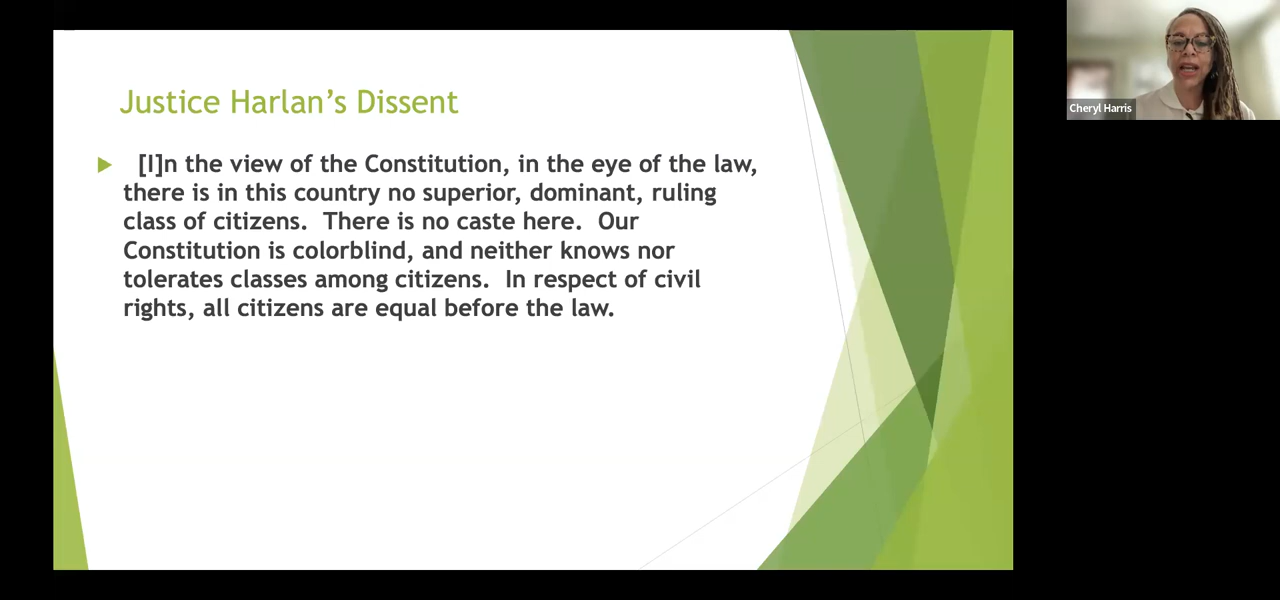 Justice Harlan’s Dissent
[I]n the view of the Constitution, in the eye of the law,
there is in this country no superior, dominant, ruling
class of citizens.  There is no caste here.  Our
Constitution is colorblind, and neither knows nor
tolerates classes among citizens.  In respect of civil
rights, all citizens are equal before the law.
Cheryl Harris